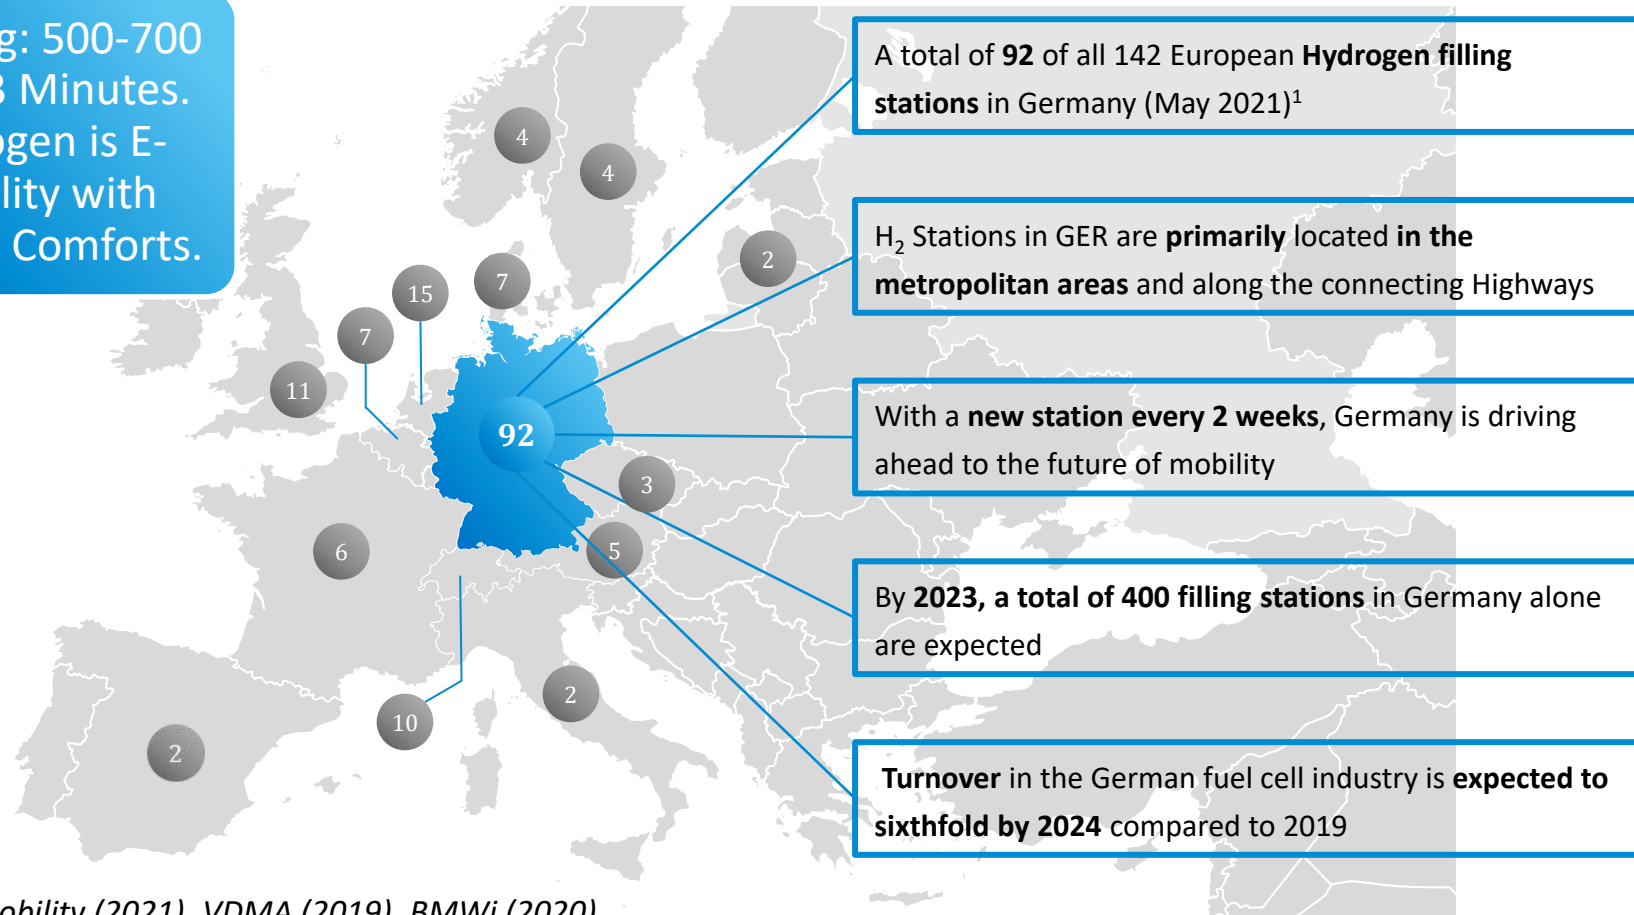 g: 500-700
3 Minutes.
ogen is E-
lity with
Comforts.
A total of 92 of all 142 European Hydrogen filling
stations in Germany (May 2021)1
H2 Stations in GER are primarily located in the
metropolitan areas and along the connecting Highways
With a new station every 2 weeks, Germany is driving
ahead to the future of mobility
By 2023, a total of 400 filling stations in Germany alone
are expected
Turnover in the German fuel cell industry is expected to
sixthfold by 2024 compared to 2019
4
4
2
7
15
7
11
92
3
5
6
10
2
2
obility (2021), VDMA (2019), BMWi (2020)